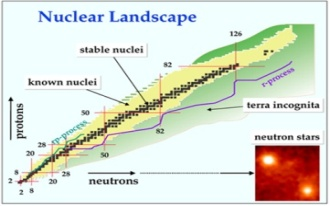 Nuclear Landscape
126
stable nuclei
82
known nuclei
r-process
terra incognita
protons
rp-process
50
82
neutron stars
28
20
50
8
28
2
20
2 8
neutrons